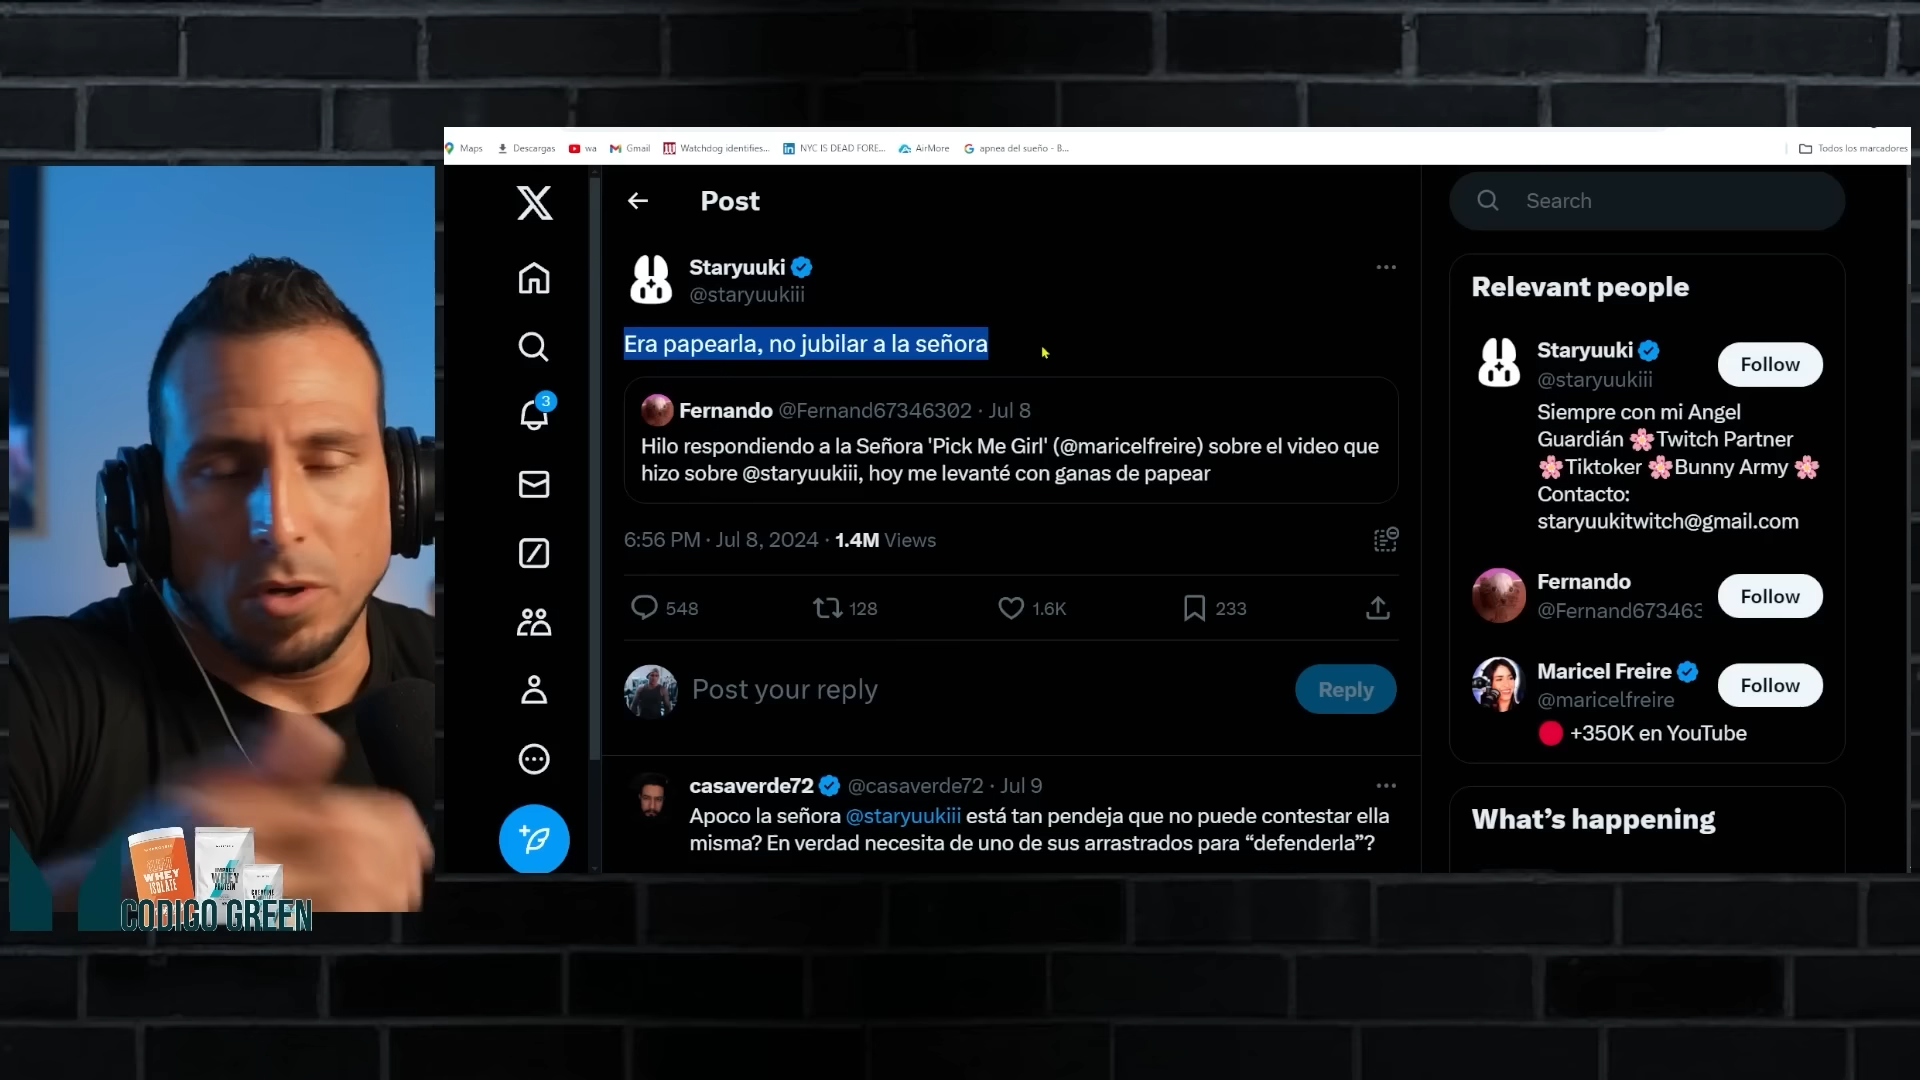 Maps Descargas wa Gmail Watchdog identifies... NYC IS DEAD FORE... AirMore apnea del sueño - B... Todos los marcadores
Post
Staryuuki
@staryuukiii
Era papearla, no jubilar a la señora
Fernando @Fernand67346302 · Jul 8
Hilo respondiendo a la Señora 'Pick Me Girl' (@maricelfreire) sobre el video que
hizo sobre @staryuukiii, hoy me levanté con ganas de papear
6:56 PM · Jul 8, 2024 · 1.4M Views
548 128 1.6K 233
Post your reply
Reply
casaverde72 @casaverde72 · Jul 9
Apoco la señora @staryuukiii está tan pendeja que no puede contestar ella
misma? En verdad necesita de uno de sus arrastrados para “defenderla”?
3
Search
Relevant people
Staryuuki
@staryuukiii
Follow
Siempre con mi Angel
Guardián 🌸Twitch Partner
🌸Tiktoker 🌸Bunny Army 🌸
Contacto:
staryuukitwitch@gmail.com
Fernando
@Fernand673463
Follow
Maricel Freire
@maricelfreire
Follow
🔴 +350K en YouTube
What’s happening
WHEY
ISOLATE
WHEY
PROTEIN
CODIGO GREEN